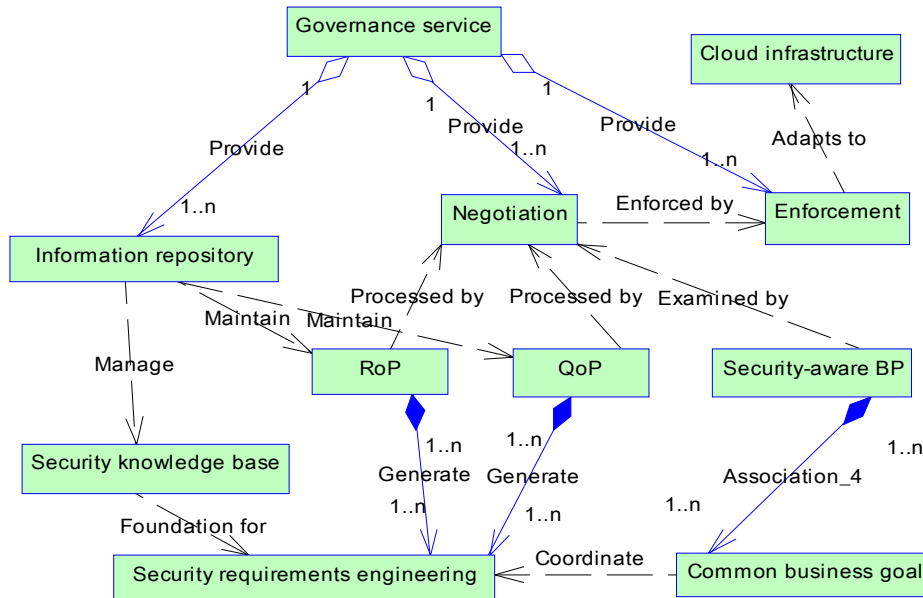 Governance service
Cloud infrastructure
1
1
1
Provide
Provide
Provide
Adapts to
1..n
1..n
1..n
Negotiation
Enforced by
Enforcement
Information repository
Processed by
Processed by
Examined by
Maintain
Maintain
Manage
RoP
QoP
Security-aware BP
1..n
1..n
1..n
Security knowledge base
Generate
Generate
Association_4
1..n
1..n
1..n
Foundation for
Coordinate
Security requirements engineering
Common business goal